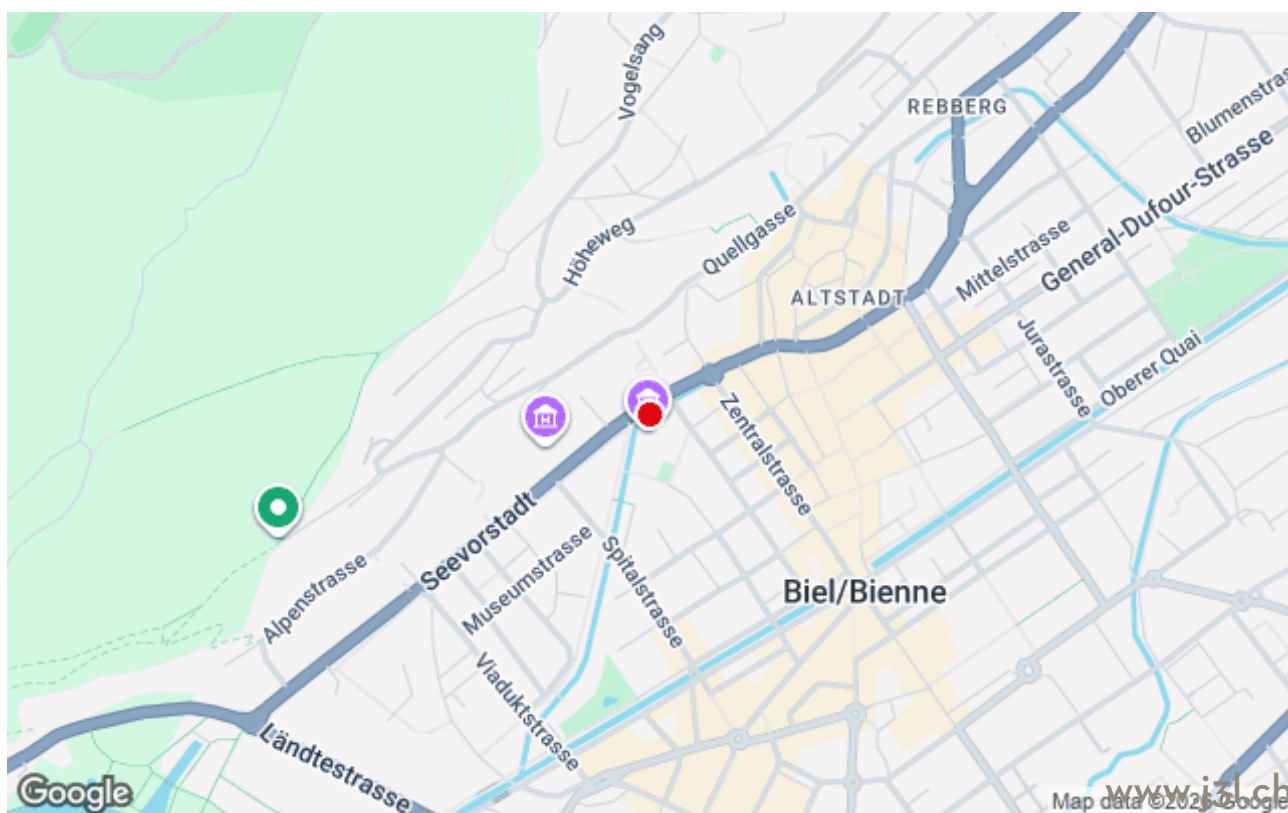 Vogelsang
REBBERG
Blumenstras
General-Dufour-Strasse
Höheweg
Quellgasse
Mittelstrasse
ALTSTADT
Jurastrasse
Oberer Quai
Zentralstrasse
Seevorstadt
Museumstrasse
Spitalstrasse
Alpenstrasse
Biel/Bienne
Viaduktstrasse
Ländtestrasse
Google
www.j3l.ch
Map data ©2026 Google